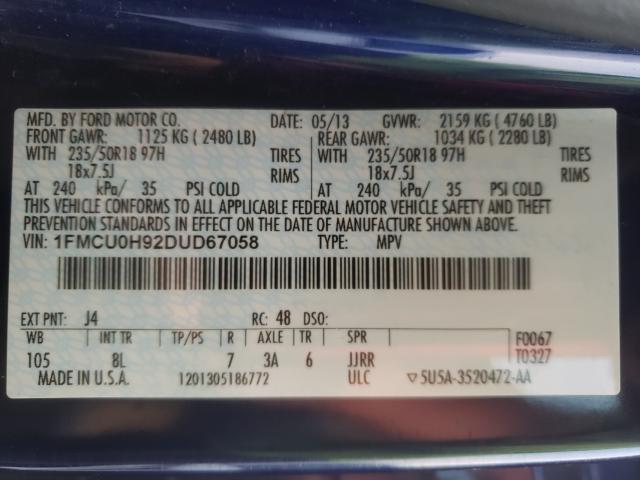 MFD. BY FORD MOTOR CO. DATE: 05/13 GVWR: 2159 KG ( 4760 LB)
FRONT GAWR: 1125 KG ( 2480 LB) REAR GAWR: 1034 KG ( 2280 LB)
WITH 235/50R18 97H TIRES WITH 235/50R18 97H TIRES
18x7.5J RIMS 18x7.5J RIMS
AT 240 kPa/ 35 PSI COLD AT 240 kPa/ 35 PSI COLD
THIS VEHICLE CONFORMS TO ALL APPLICABLE FEDERAL MOTOR VEHICLE SAFETY AND THEFT
PREVENTION STANDARDS IN EFFECT ON THE DATE OF MANUFACTURE SHOWN ABOVE.
VIN: 1FMCU0H92DUD67058 TYPE: MPV
EXT PNT: J4 RC: 48 DSO:
WB INT TR TP/PS R AXLE TR SPR F0067
105 8L 7 3A 6 JJRR T0327
MADE IN U.S.A. 1201305186772 ULC ▽5U5A-3520472-AA